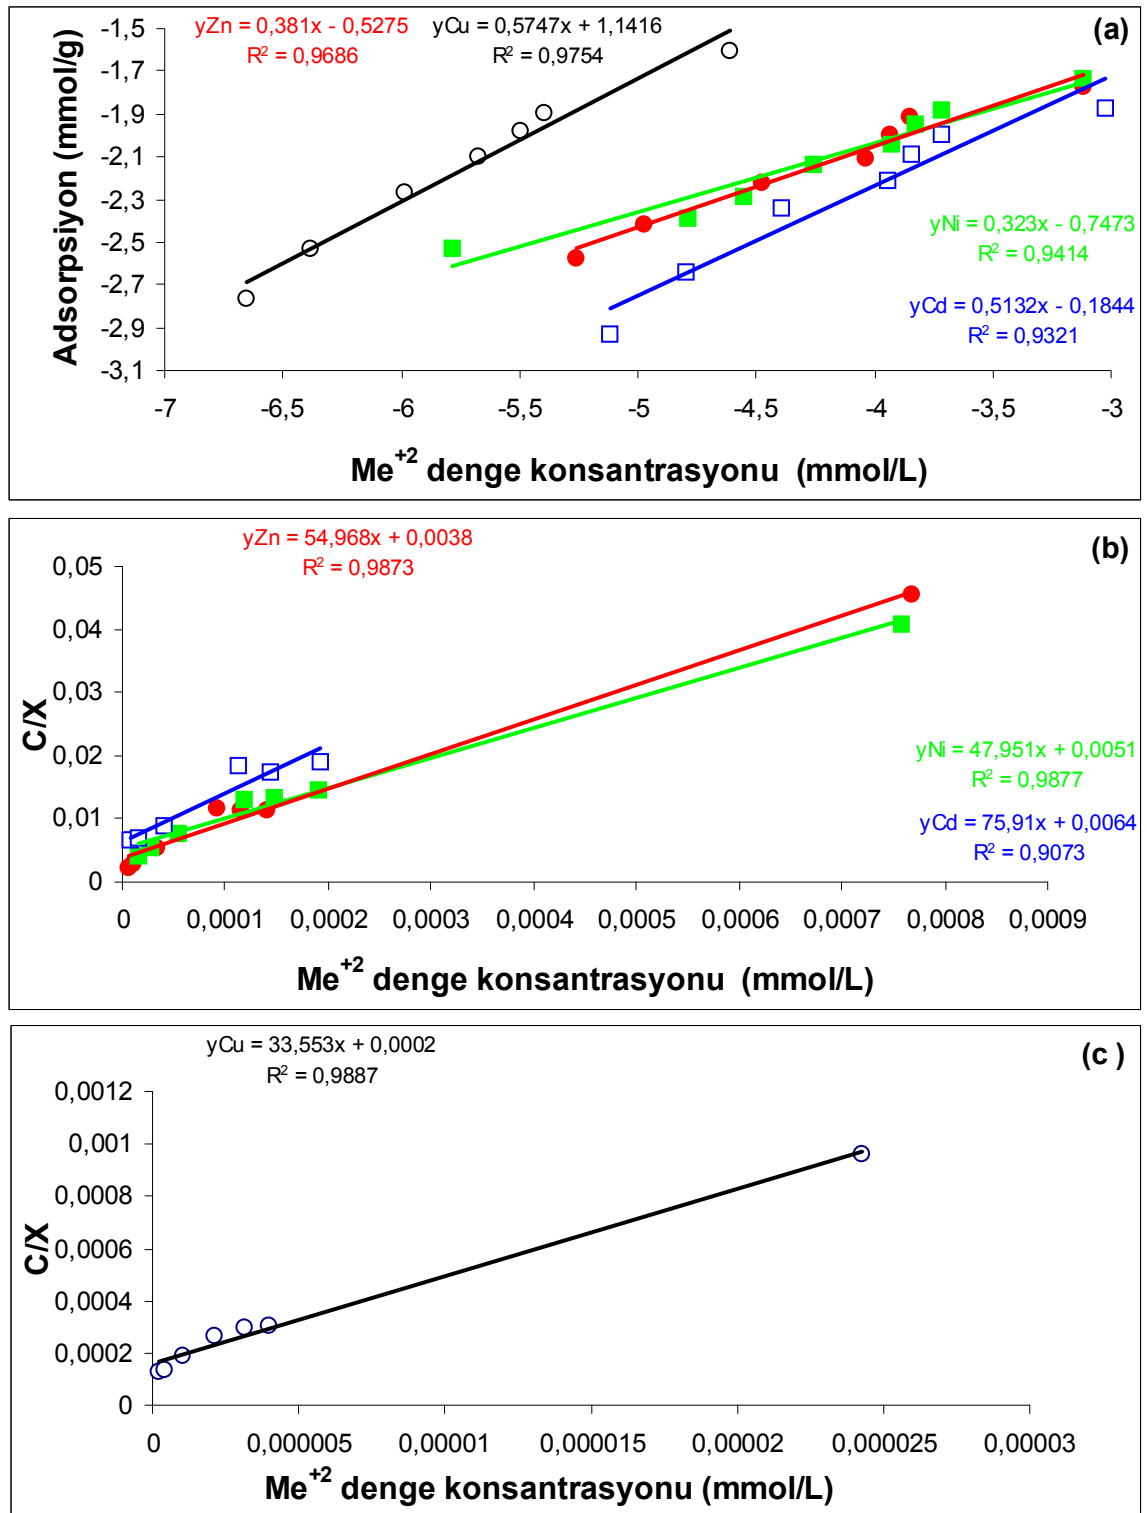 (a)
yZn = 0,381x - 0,5275
R² = 0,9686
yCu = 0,5747x + 1,1416
R² = 0,9754
Adsorpsiyon (mmol/g)
-1,5
-1,7
-1,9
-2,1
-2,3
-2,5
-2,7
-2,9
-3,1
yNi = 0,323x - 0,7473
R² = 0,9414
yCd = 0,5132x - 0,1844
R² = 0,9321
-7 -6,5 -6 -5,5 -5 -4,5 -4 -3,5 -3
Me⁺² denge konsantrasyonu (mmol/L)
(b)
yZn = 54,968x + 0,0038
R² = 0,9873
C/X
0,05
0,04
0,03
0,02
0,01
0
yNi = 47,951x + 0,0051
R² = 0,9877
yCd = 75,91x + 0,0064
R² = 0,9073
0 0,0001 0,0002 0,0003 0,0004 0,0005 0,0006 0,0007 0,0008 0,0009
Me⁺² denge konsantrasyonu (mmol/L)
(c )
yCu = 33,553x + 0,0002
R² = 0,9887
C/X
0,0012
0,001
0,0008
0,0006
0,0004
0,0002
0
0 0,000005 0,00001 0,000015 0,00002 0,000025 0,00003
Me⁺² denge konsantrasyonu (mmol/L)